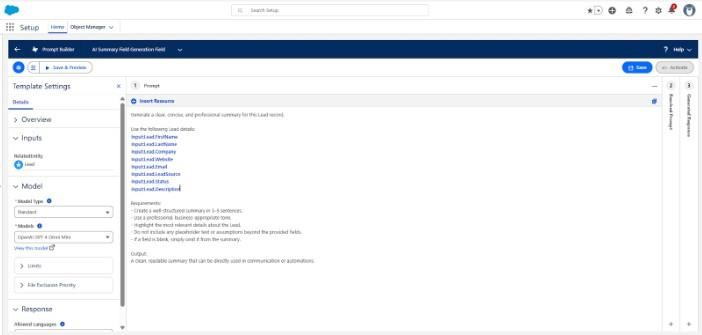 Search Setup
Setup
Home
Object Manager
Prompt Builder
AI Summary Field Generation Field
? Help
Save & Preview
Save
Activate
Template Settings
Details
Overview
Inputs
RelatedEntity
Lead
Model
*Model Type
Standard
*Models
OpenAI GPT 4 Omni Mini
View this model
Limits
File Exclusion Priority
Response
Allowed Languages
1 Prompt
Insert Resource
Generate a clear, concise, and professional summary for this Lead record.
Use the following Lead details:
Input:Lead.FirstName
Input:Lead.LastName
Input:Lead.Company
Input:Lead.Website
Input:Lead.Email
Input:Lead.LeadSource
Input:Lead.Status
Input:Lead.Description
Requirements:
- Create a well-structured summary in 3–5 sentences.
- Use a professional, business-appropriate tone.
- Highlight the most relevant details about the Lead.
- Do not include any placeholder text or assumptions beyond the provided fields.
- If a field is blank, simply omit it from the summary.
Output:
A clean, readable summary that can be directly used in communication or automations.
2
Resolved Prompt
3
Generated Response